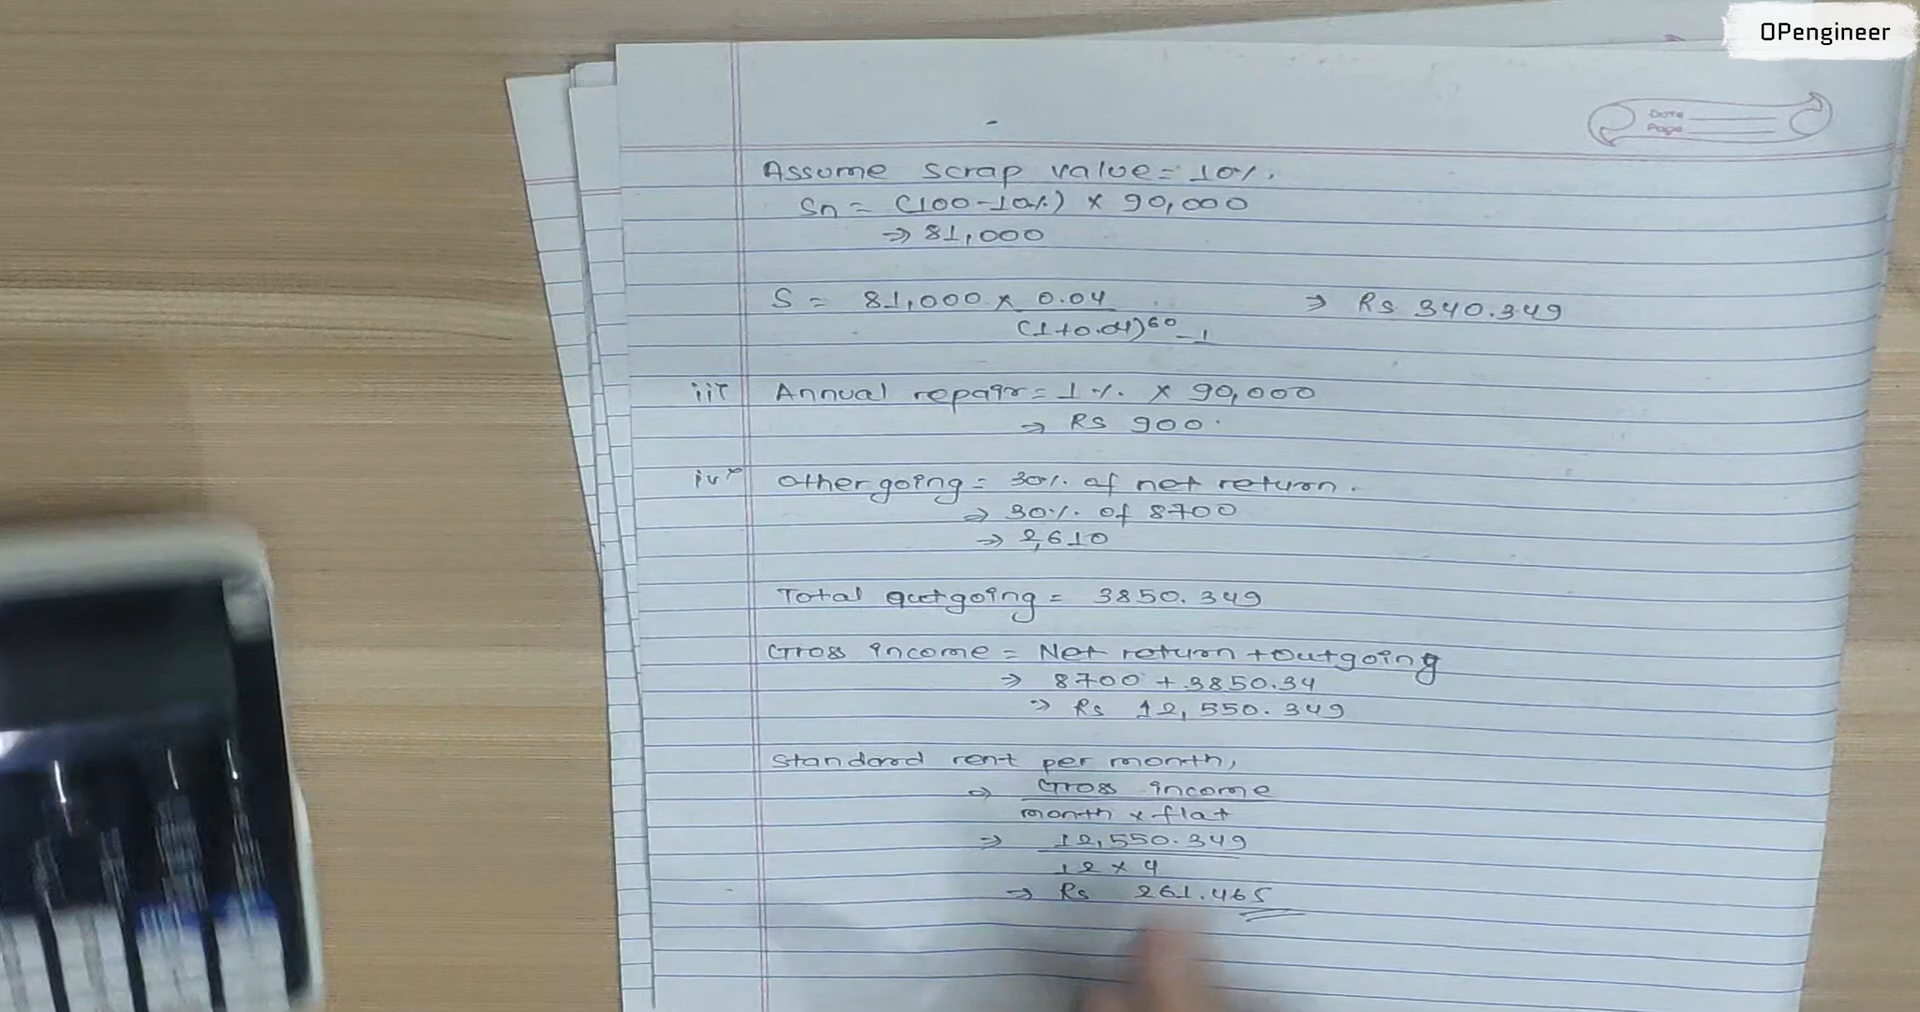 OPengineer
Date
Page
Assume scrap value = 10%.
Sn = (100-10%) × 90,000
⇒ 81,000
S = 81,000 × 0.04 ⇒ Rs 340.349
(1+0.04)60 -1
iii Annual repair = 1%. × 90,000
⇒ Rs 900.
iv Other going = 30%. of net return.
⇒ 30%. of 8700
⇒ 2,610
Total outgoing = 3850.349
Gross income = Net return + outgoing
⇒ 8700 + 3850.34
⇒ Rs 12,550.349
Standard rent per month,
⇒ Gross income
month × flat
⇒ 12,550.349
12 × 4
⇒ Rs 261.465